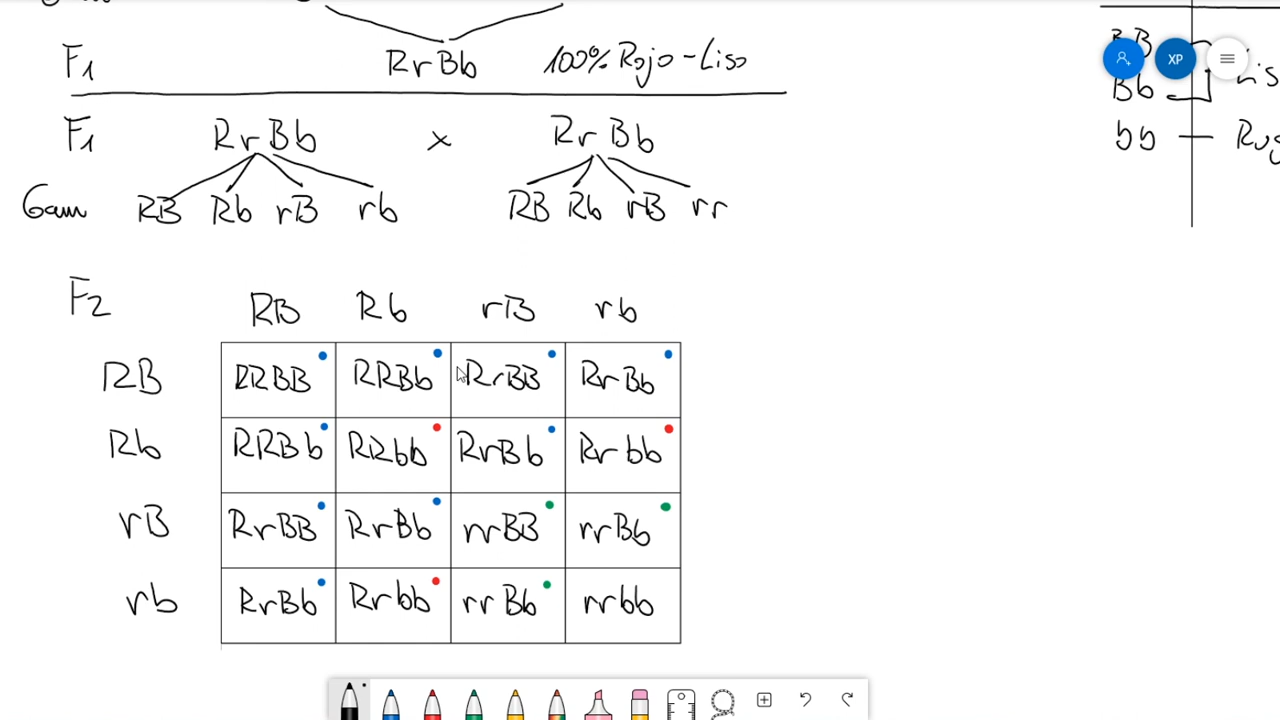 F1 RrBb 100% Rojo-Liso
F1 RrBb x RrBb
Gam RB Rb rB rb RB Rb rB rr
F2 RB Rb rB rb
RB RRBB RRBb RrBB RrBb
Rb RRBb RRbb RrBb Rrbb
rB RrBB RrBb rrBB rrBb
rb RrBb Rrbb rrBb rrbb
XP
Bb
bb —